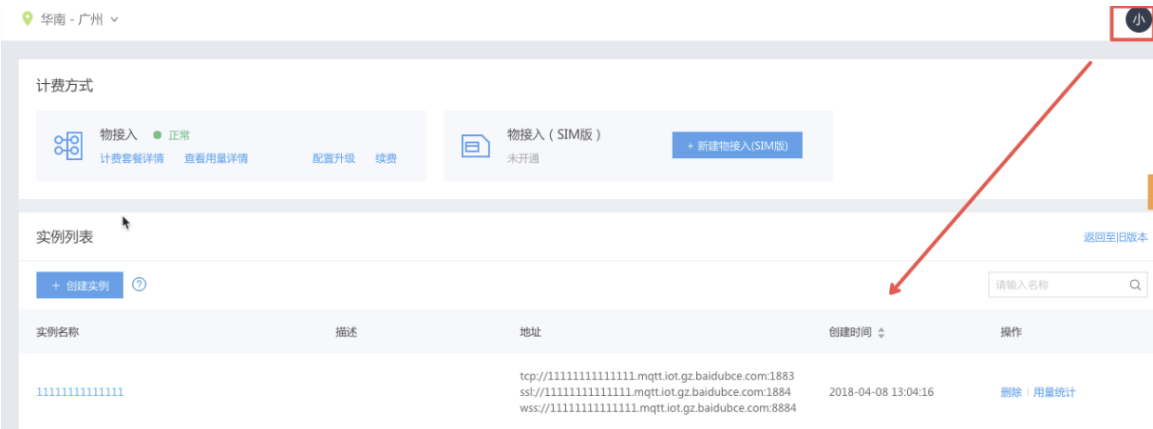 华南 - 广州
小
计费方式
物接入 正常
计费套餐详情 查看用量详情 配置升级 续费
物接入（SIM版）
未开通
+ 新建物接入(SIM版)
实例列表
返回至旧版本
+ 创建实例 ?
请输入名称
实例名称 描述 地址 创建时间 操作
tcp://11111111111111.mqtt.iot.gz.baidubce.com:1883
11111111111111 ssl://11111111111111.mqtt.iot.gz.baidubce.com:1884 2018-04-08 13:04:16 删除 | 用量统计
wss://11111111111111.mqtt.iot.gz.baidubce.com:8884